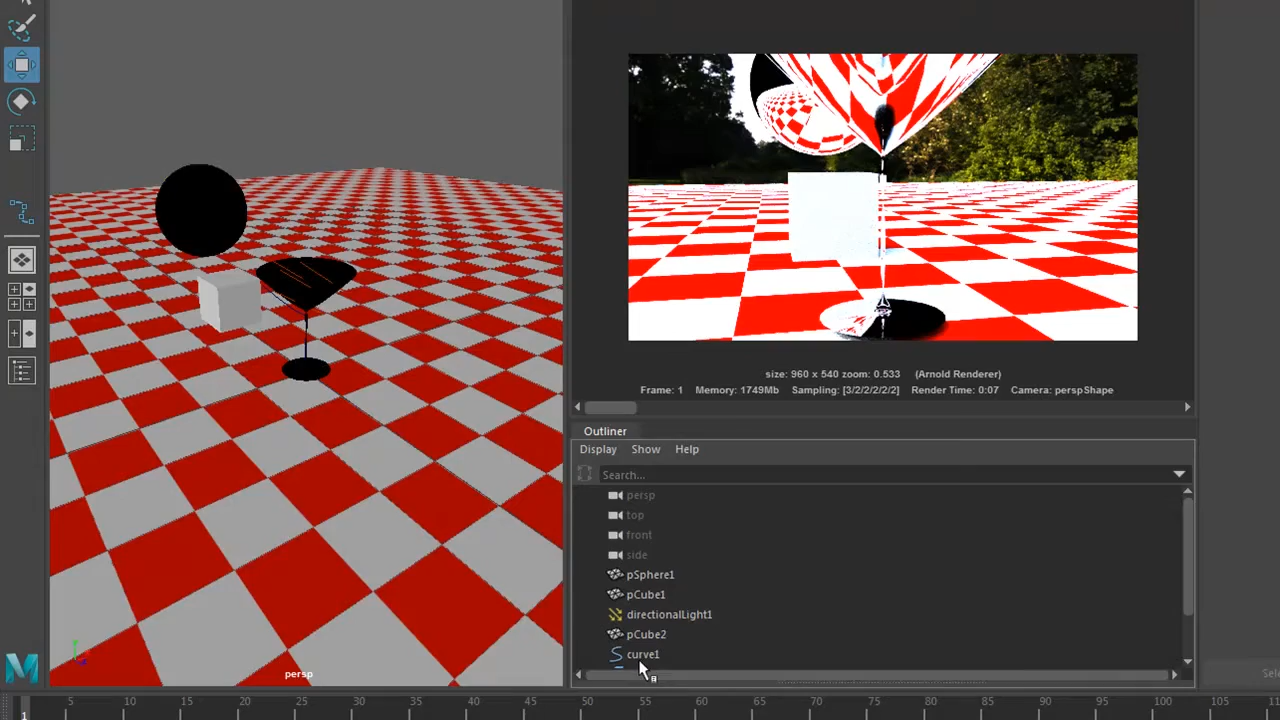 size: 960 x 540 zoom: 0.533 (Arnold Renderer)
Frame: 1 Memory: 1749Mb Sampling: [3/2/2/2/2/2] Render Time: 0:07 Camera: perspShape
Outliner
Display Show Help
Search...
persp
top
front
side
pSphere1
pCube1
directionalLight1
pCube2
curve1
persp
Sele
5 10 15 20 25 30 35 40 45 50 55 60 65 70 75 80 85 90 95 100 105 110
1